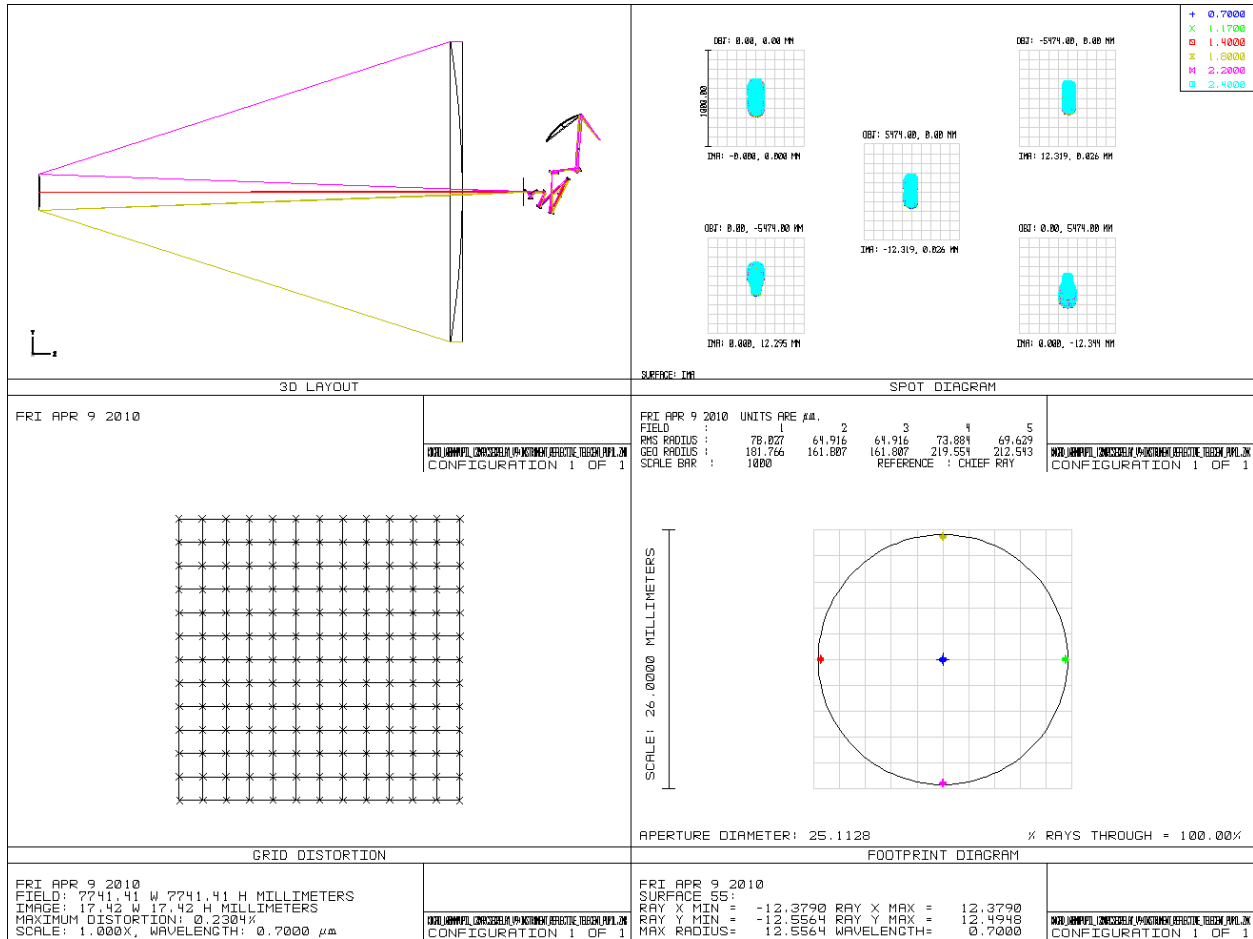 + 0.7000
× 1.1700
1.4000
1.8000
2.2000
2.4000
Y
Z
3D LAYOUT
OBJ: 0.00, 0.00 MM
1000.00
IMA: -0.000, 0.000 MM
OBJ: -5474.00, 0.00 MM
IMA: 12.319, 0.026 MM
OBJ: 5474.00, 0.00 MM
IMA: -12.319, 0.026 MM
OBJ: 0.00, -5474.00 MM
IMA: 0.000, 12.295 MM
OBJ: 0.00, 5474.00 MM
IMA: 0.000, -12.344 MM
SURFACE: IMA
SPOT DIAGRAM
FRI APR 9 2010
CONFIGURATION 1 OF 1
FRI APR 9 2010 UNITS ARE µm.
FIELD : 1 2 3 4 5
RMS RADIUS : 78.027 64.916 64.916 73.884 69.629
GEO RADIUS : 181.766 161.807 161.807 219.554 212.543
SCALE BAR : 1000 REFERENCE : CHIEF RAY
CONFIGURATION 1 OF 1
GRID DISTORTION
FRI APR 9 2010
FIELD: 7741.41 W 7741.41 H MILLIMETERS
IMAGE: 17.42 W 17.42 H MILLIMETERS
MAXIMUM DISTORTION: 0.2304%
SCALE: 1.000X, WAVELENGTH: 0.7000 µm
CONFIGURATION 1 OF 1
SCALE: 26.0000 MILLIMETERS
APERTURE DIAMETER: 25.1128 % RAYS THROUGH = 100.00%
FOOTPRINT DIAGRAM
FRI APR 9 2010
SURFACE 55:
RAY X MIN = -12.3790 RAY X MAX = 12.3790
RAY Y MIN = -12.5564 RAY Y MAX = 12.4948
MAX RADIUS= 12.5564 WAVELENGTH= 0.7000
CONFIGURATION 1 OF 1